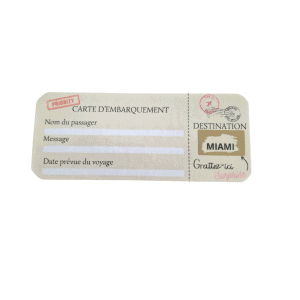 PRIORITY
CARTE D'EMBARQUEMENT
Nom du passager
Message
Date prévue du voyage
DESTINATION
MIAMI
Grattez-ici